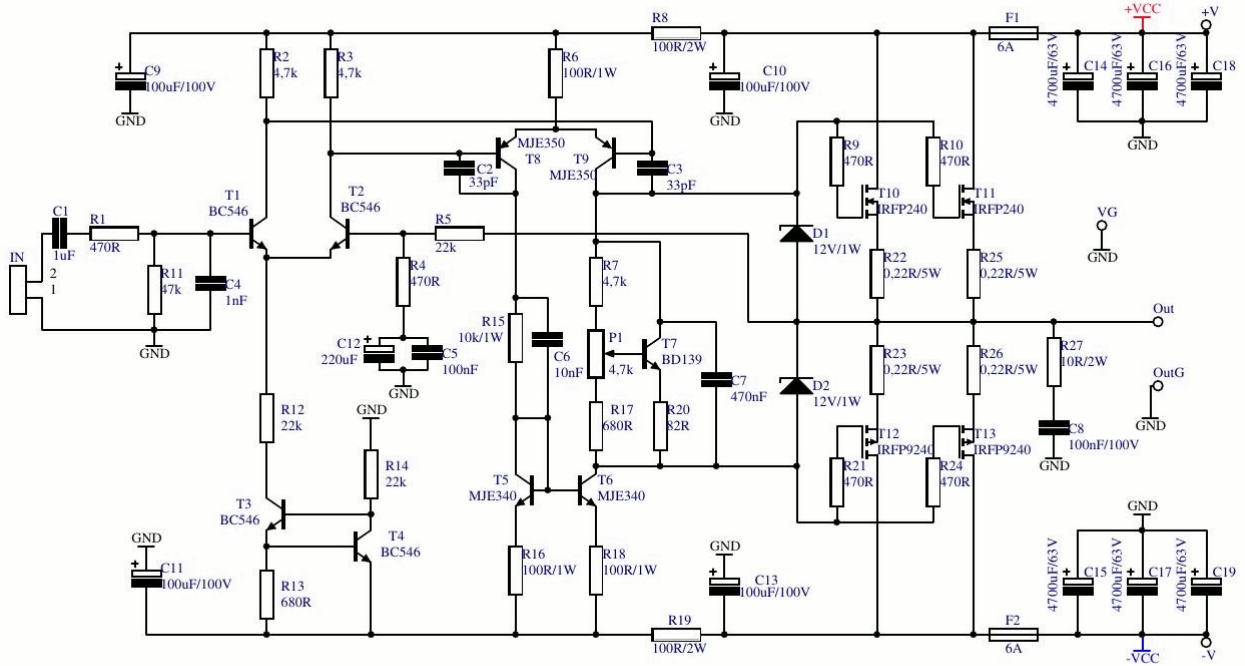 R8
100R/2W
F1
6A
+VCC
+V
C9
100uF/100V
GND
R2
4,7k
R3
4,7k
R6
100R/1W
C10
100uF/100V
GND
4700uF/63V
C14
4700uF/63V
C16
4700uF/63V
C18
GND
MJE350
T8
T9
MJE350
C2
33pF
C3
33pF
R9
470R
R10
470R
T10
IRFP240
T11
IRFP240
T1
BC546
T2
BC546
C1
1uF
R1
470R
R5
22k
IN
2
1
R11
47k
C4
1nF
GND
R4
470R
C12
220uF
C5
100nF
GND
D1
12V/1W
R22
0,22R/5W
R25
0,22R/5W
VG
GND
R7
4,7k
R15
10k/1W
C6
10nF
P1
4,7k
T7
BD139
C7
470nF
R17
680R
R20
82R
D2
12V/1W
R23
0,22R/5W
R26
0,22R/5W
Out
R27
10R/2W
OutG
GND
C8
100nF/100V
GND
T12
IRFP9240
T13
IRFP9240
R21
470R
R24
470R
R12
22k
GND
R14
22k
T3
BC546
T4
BC546
T5
MJE340
T6
MJE340
GND
C11
100uF/100V
R13
680R
R16
100R/1W
R18
100R/1W
GND
C13
100uF/100V
R19
100R/2W
GND
4700uF/63V
C15
4700uF/63V
C17
4700uF/63V
C19
F2
6A
-VCC
-V